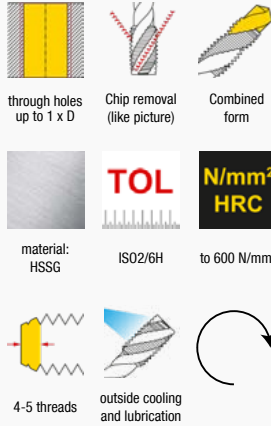 through holes
up to 1 x D
Chip removal
(like picture)
Combined
form
TOL
N/mm²
HRC
material:
HSSG
ISO2/6H
to 600 N/mm
4-5 threads
outside cooling
and lubrication